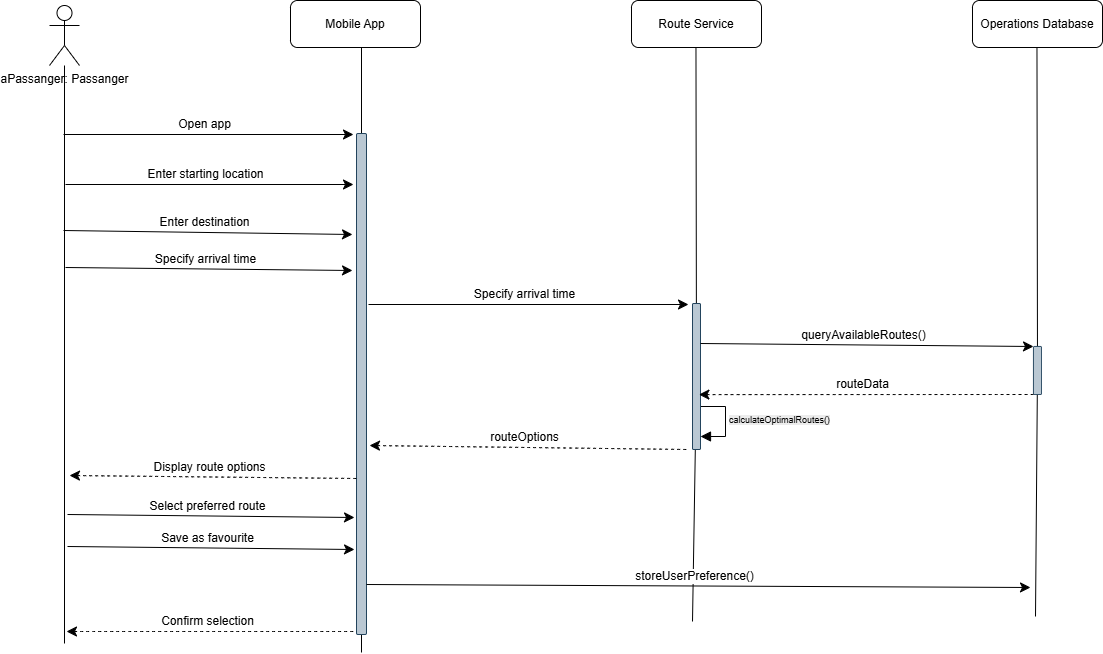 Mobile App
Route Service
Operations Database
aPassanger: Passanger
Open app
Enter starting location
Enter destination
Specify arrival time
Specify arrival time
queryAvailableRoutes()
routeData
calculateOptimalRoutes()
routeOptions
Display route options
Select preferred route
Save as favourite
storeUserPreference()
Confirm selection